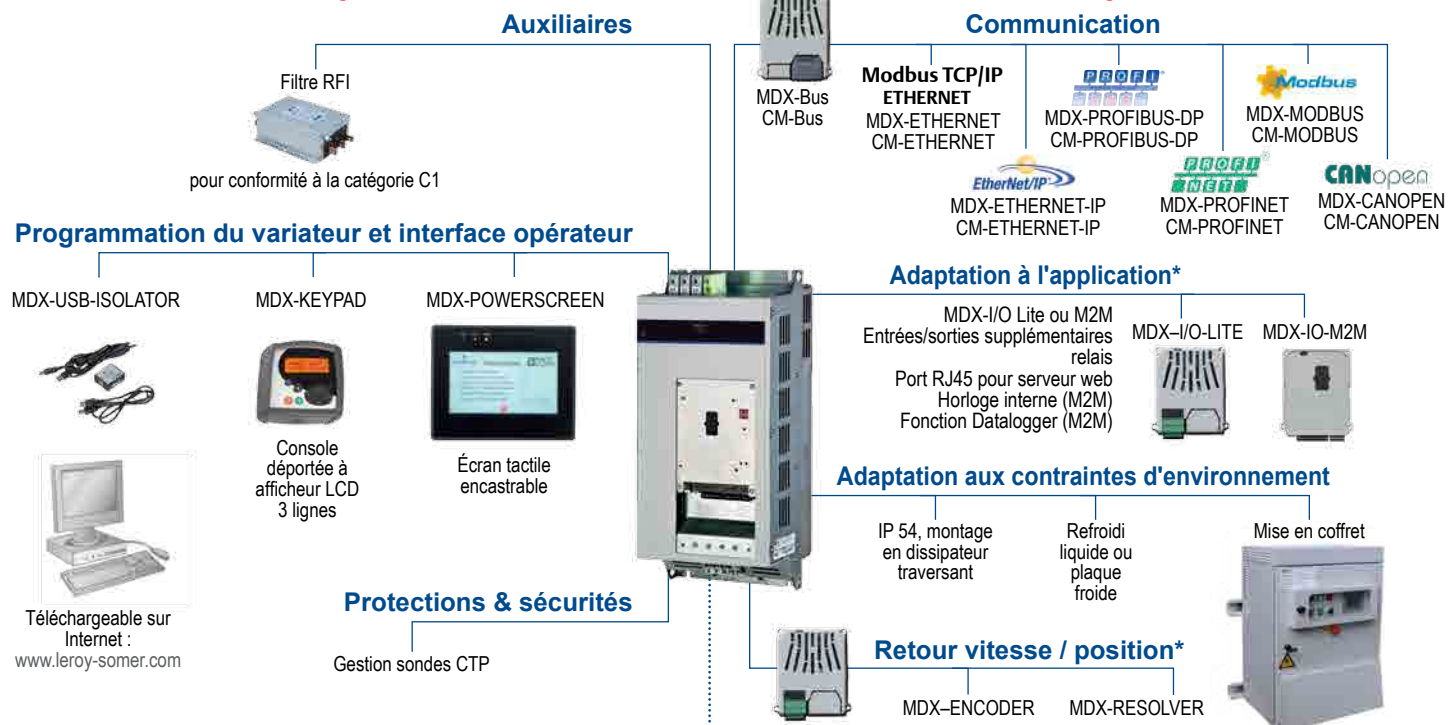 Auxiliaires
Filtre RFI
pour conformité à la catégorie C1
Communication
MDX-Bus
CM-Bus
Modbus TCP/IP
ETHERNET
MDX-ETHERNET
CM-ETHERNET
PROFI
BUS
MDX-PROFIBUS-DP
CM-PROFIBUS-DP
Modbus
MDX-MODBUS
CM-MODBUS
EtherNet/IP
MDX-ETHERNET-IP
CM-ETHERNET-IP
PROFI
NET
MDX-PROFINET
CM-PROFINET
CANopen
MDX-CANOPEN
CM-CANOPEN
Programmation du variateur et interface opérateur
MDX-USB-ISOLATOR
MDX-KEYPAD
MDX-POWERSCREEN
Console
déportée à
afficheur LCD
3 lignes
Écran tactile
encastrable
Téléchargeable sur
Internet :
www.leroy-somer.com
Adaptation à l'application*
MDX-I/O Lite ou M2M
Entrées/sorties supplémentaires
relais
Port RJ45 pour serveur web
Horloge interne (M2M)
Fonction Datalogger (M2M)
MDX–I/O-LITE
MDX-IO-M2M
Adaptation aux contraintes d'environnement
IP 54, montage
en dissipateur
traversant
Refroidi
liquide ou
plaque
froide
Mise en coffret
Protections & sécurités
Gestion sondes CTP
Retour vitesse / position*
MDX–ENCODER
MDX-RESOLVER